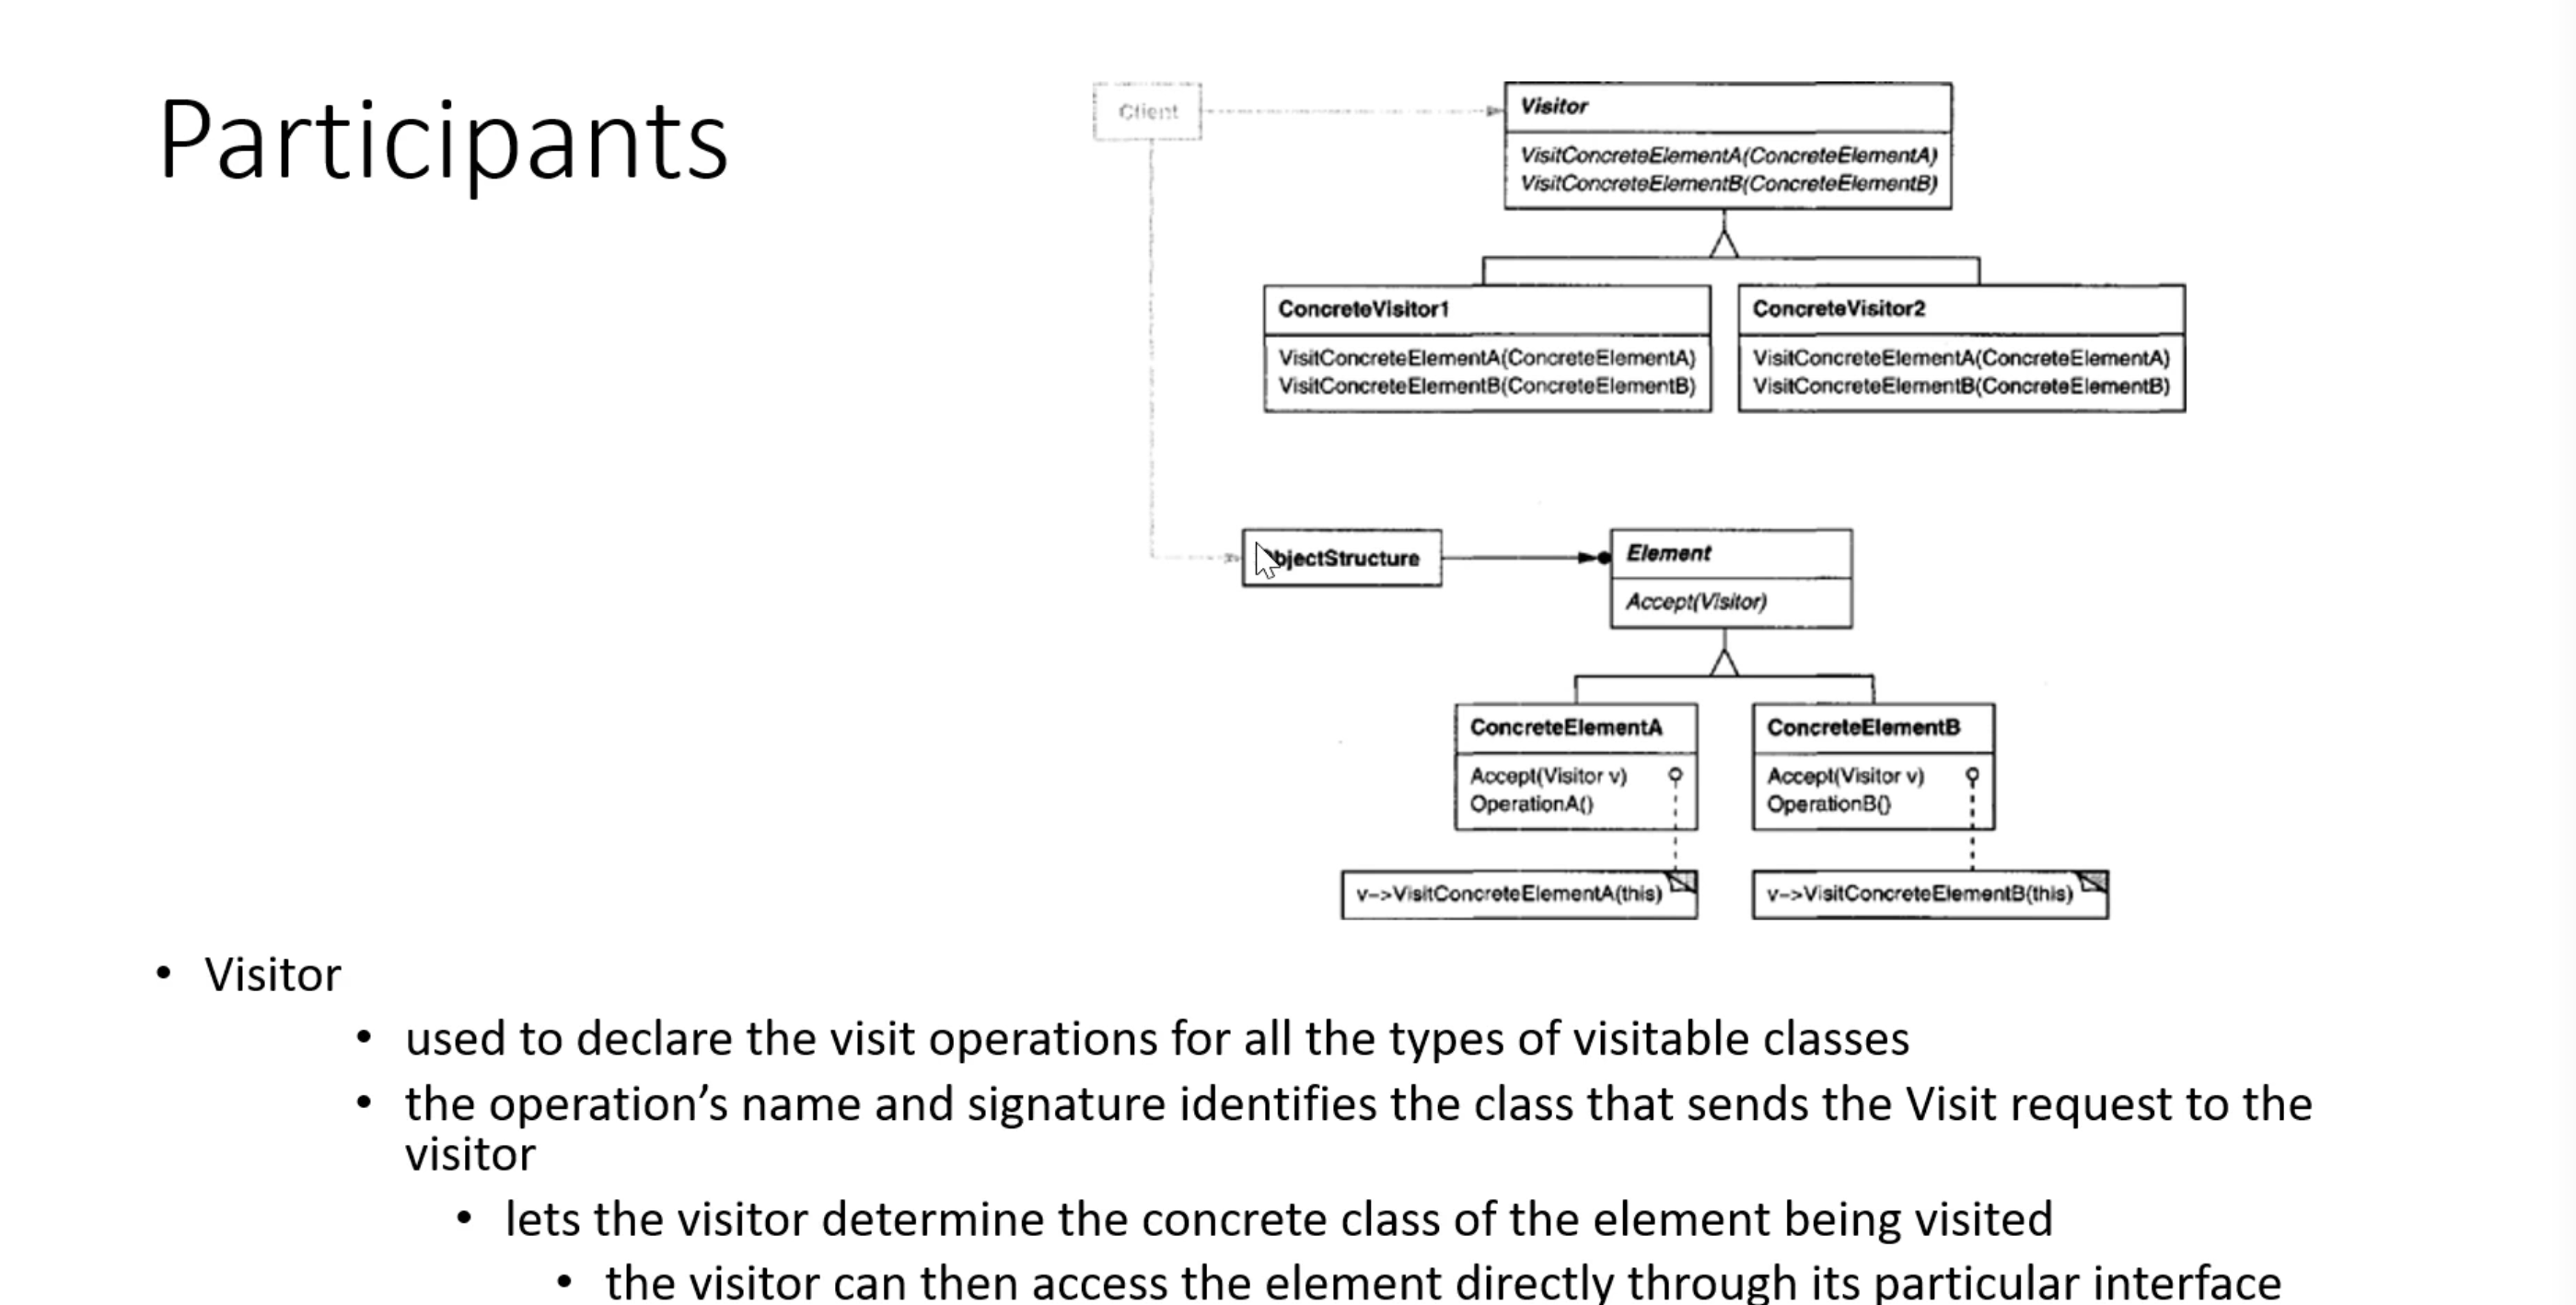 Participants
Client
Visitor
VisitConcreteElementA(ConcreteElementA)
VisitConcreteElementB(ConcreteElementB)
ConcreteVisitor1
VisitConcreteElementA(ConcreteElementA)
VisitConcreteElementB(ConcreteElementB)
ConcreteVisitor2
VisitConcreteElementA(ConcreteElementA)
VisitConcreteElementB(ConcreteElementB)
ObjectStructure
Element
Accept(Visitor)
ConcreteElementA
Accept(Visitor v)
OperationA()
ConcreteElementB
Accept(Visitor v)
OperationB()
v–>VisitConcreteElementA(this)
v–>VisitConcreteElementB(this)
• Visitor
• used to declare the visit operations for all the types of visitable classes
• the operation’s name and signature identifies the class that sends the Visit request to the
visitor
• lets the visitor determine the concrete class of the element being visited
• the visitor can then access the element directly through its particular interface